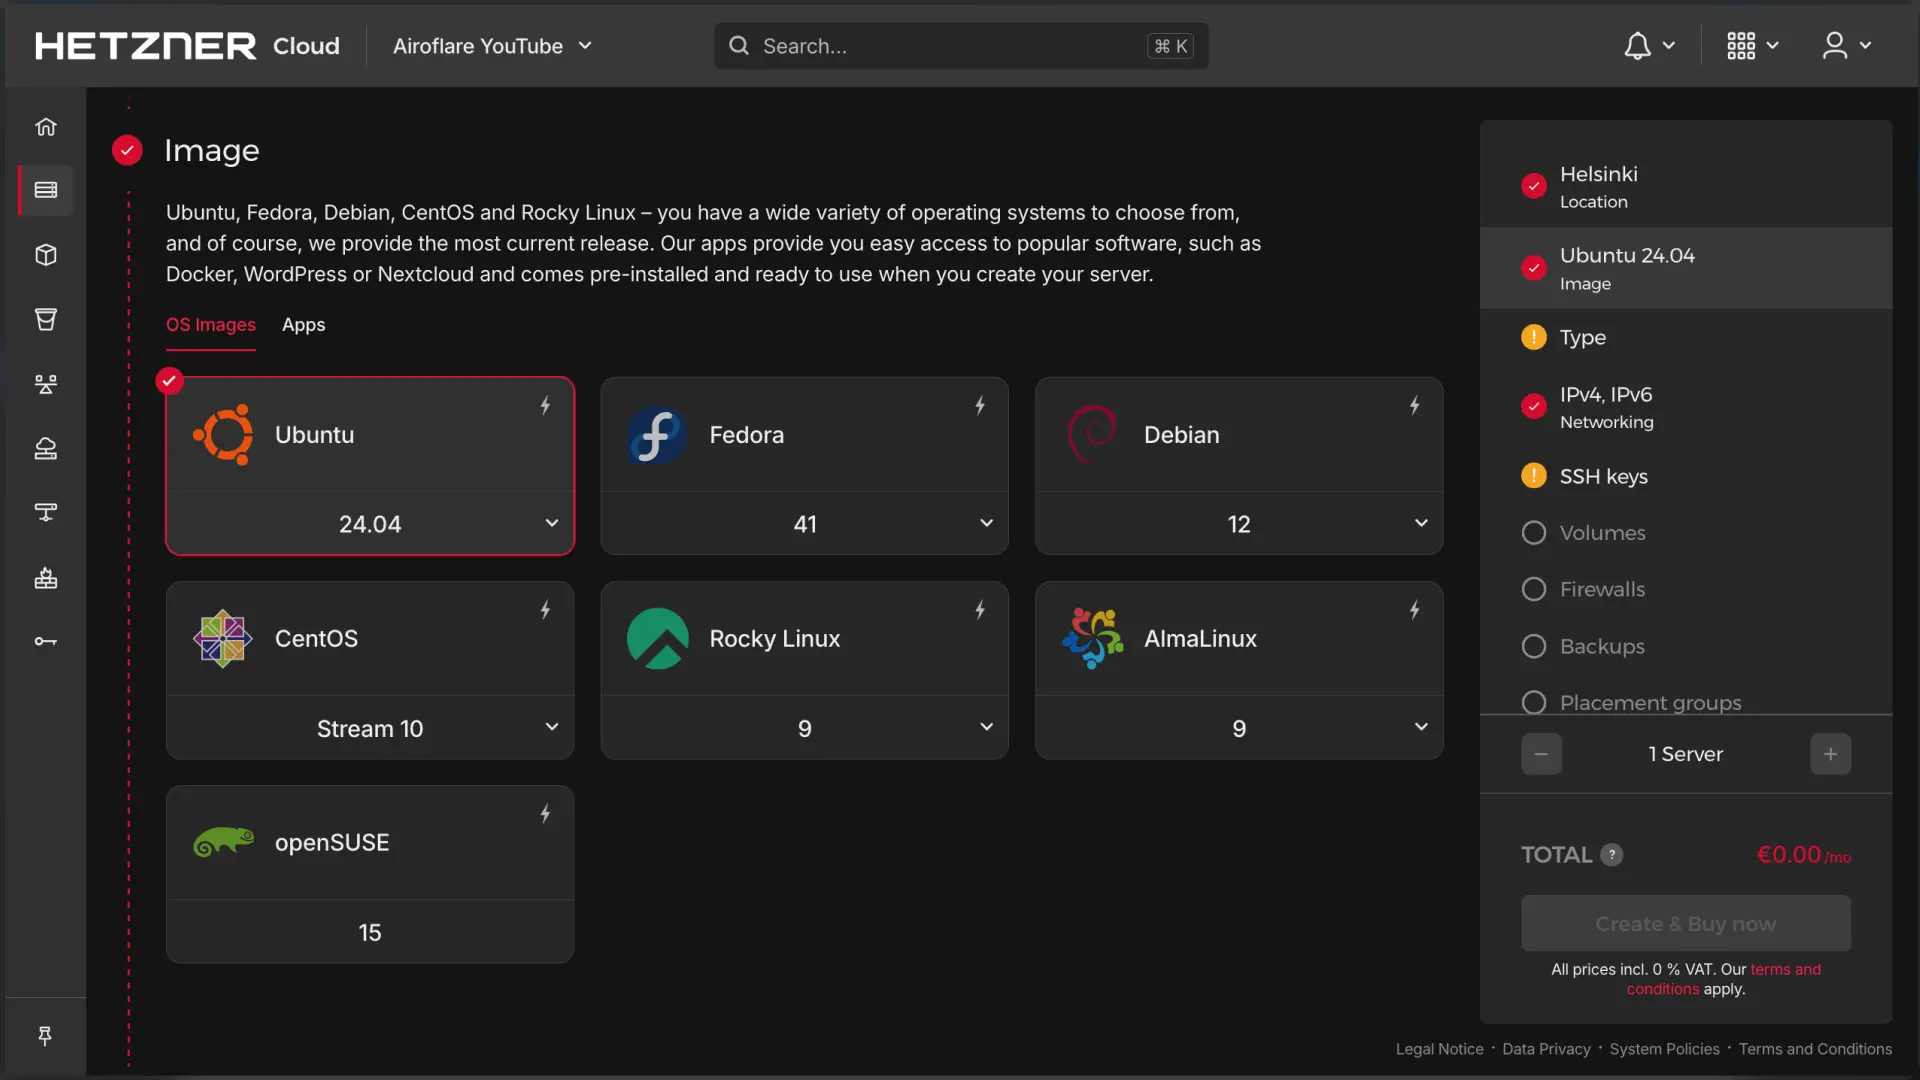 HETZNER Cloud
Airoflare YouTube
Search...
⌘ K
Image
Ubuntu, Fedora, Debian, CentOS and Rocky Linux – you have a wide variety of operating systems to choose from,
and of course, we provide the most current release. Our apps provide you easy access to popular software, such as
Docker, WordPress or Nextcloud and comes pre-installed and ready to use when you create your server.
OS Images
Apps
Ubuntu
24.04
Fedora
41
Debian
12
CentOS
Stream 10
Rocky Linux
9
AlmaLinux
9
openSUSE
15
Helsinki
Location
Ubuntu 24.04
Image
! Type
IPv4, IPv6
Networking
! SSH keys
Volumes
Firewalls
Backups
Placement groups
− 1 Server +
TOTAL ? €0.00 /mo
Create & Buy now
All prices incl. 0 % VAT. Our terms and
conditions apply.
Legal Notice · Data Privacy · System Policies · Terms and Conditions